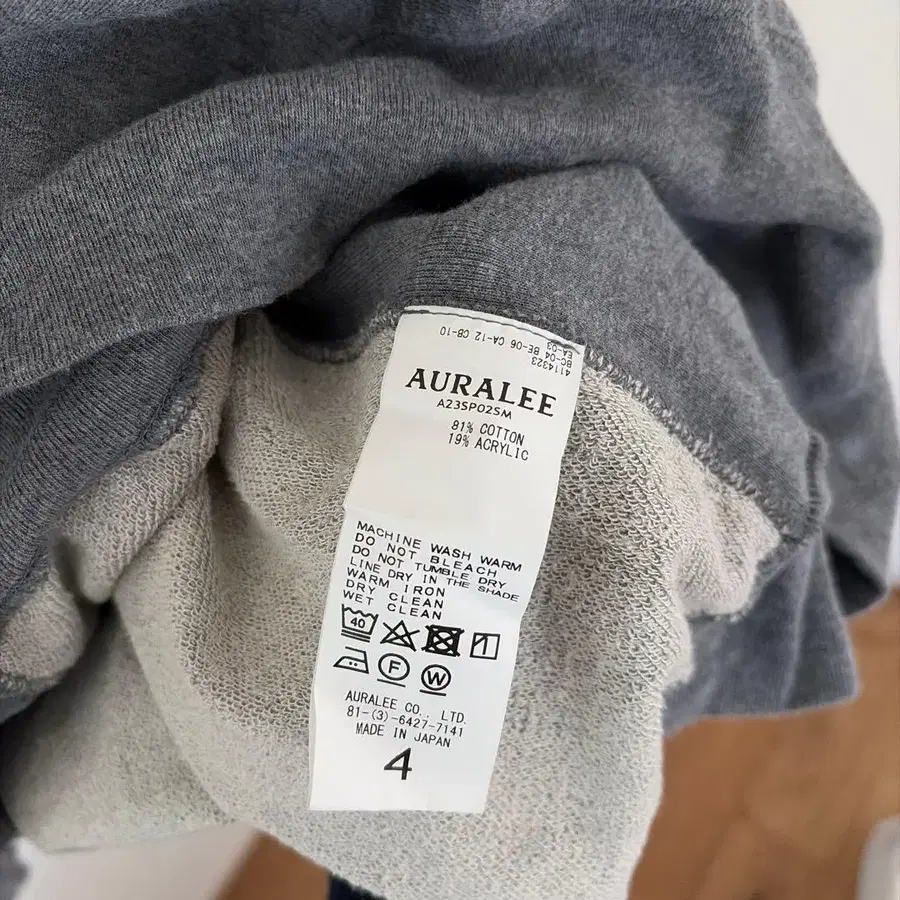 4114323
BC-04 BE-06 CA-12 CB-10
EA-03
AURALEE
A23SP02SM
81% COTTON
19% ACRYLIC
MACHINE WASH WARM
DO NOT BLEACH
DO NOT TUMBLE DRY
LINE DRY IN THE SHADE
WARM IRON
DRY CLEAN
WET CLEAN
40
F W
AURALEE CO., LTD.
81-(3)-6427-7141
MADE IN JAPAN
4